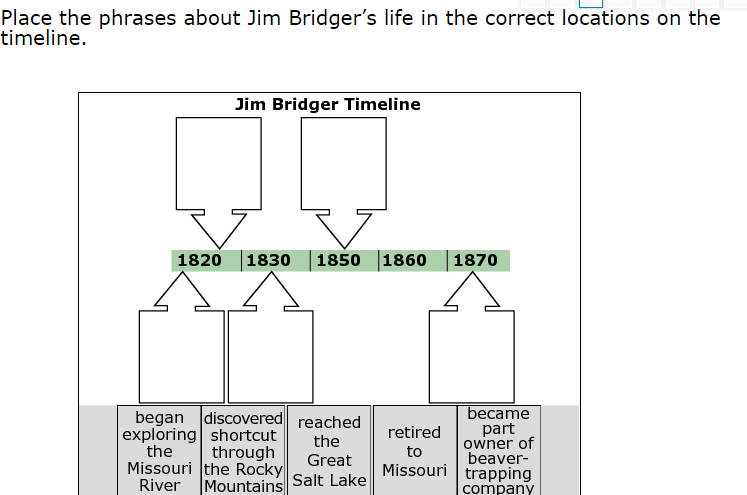 Place the phrases about Jim Bridger’s life in the correct locations on the
timeline.
Jim Bridger Timeline
1820 1830 1850 1860 1870
began
exploring
the
Missouri
River
discovered
shortcut
through
the Rocky
Mountains
reached
the
Great
Salt Lake
retired
to
Missouri
became
part
owner of
beaver-
trapping
company